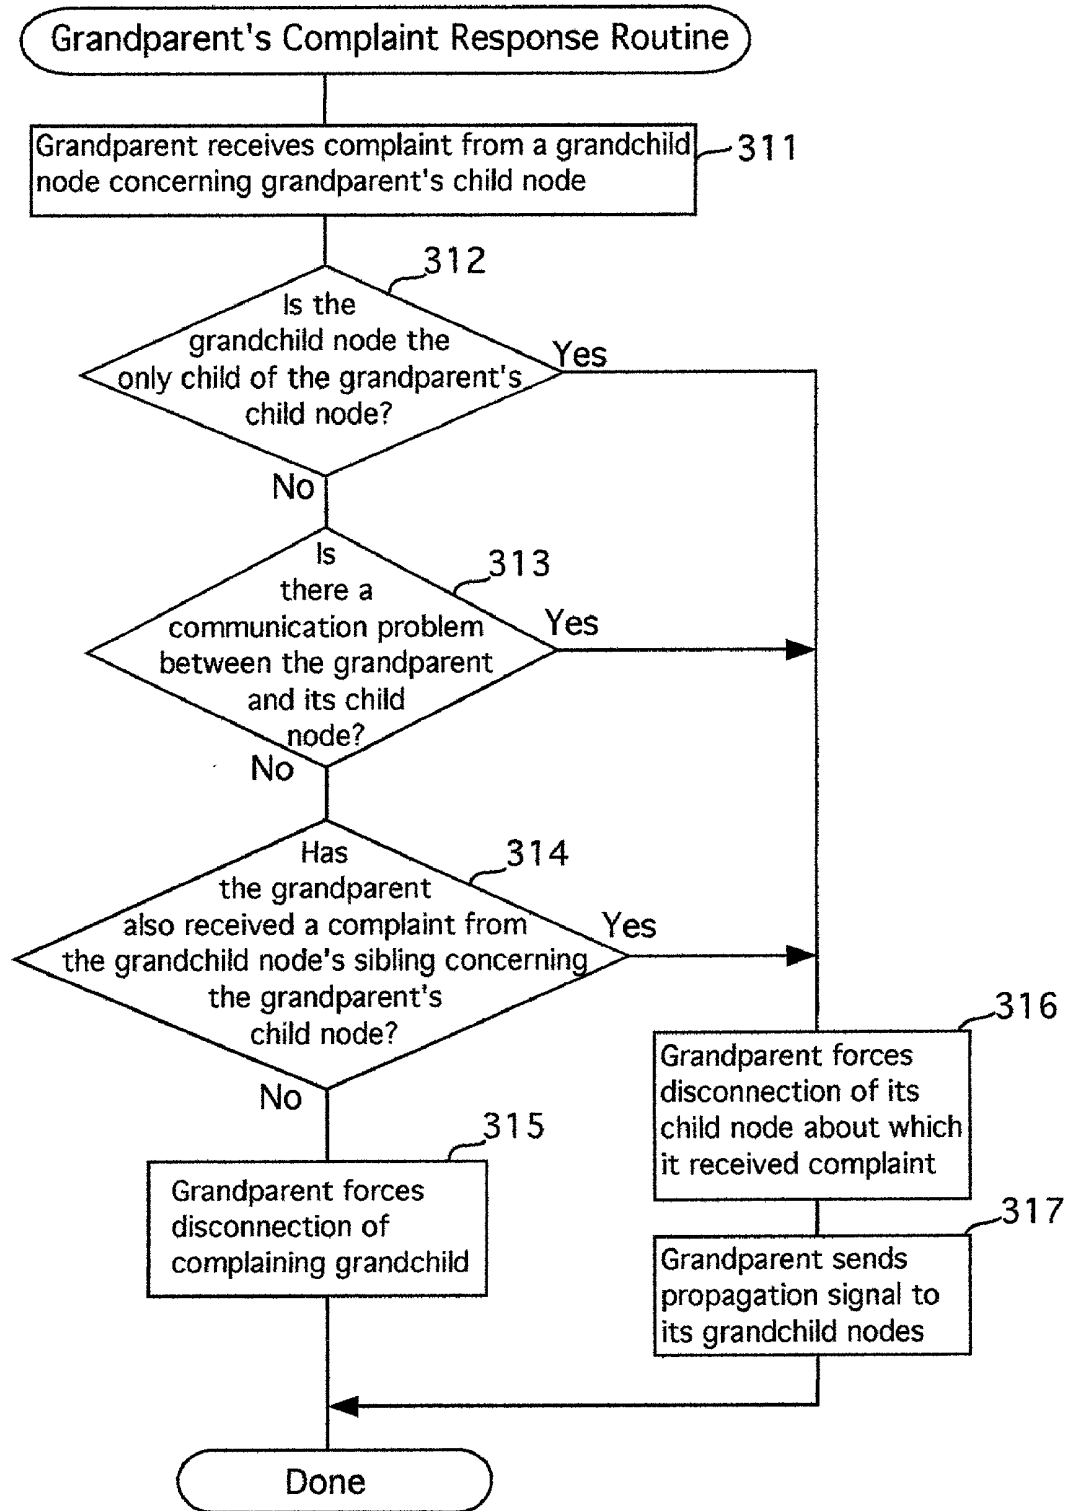 Grandparent's Complaint Response Routine
Grandparent receives complaint from a grandchild
node concerning grandparent's child node
311
312
Is the
grandchild node the
only child of the grandparent's
child node?
Yes
No
313
Is
there a
communication problem
between the grandparent
and its child
node?
Yes
No
314
Has
the grandparent
also received a complaint from
the grandchild node's sibling concerning
the grandparent's
child node?
Yes
No
315
Grandparent forces
disconnection of
complaining grandchild
316
Grandparent forces
disconnection of its
child node about which
it received complaint
317
Grandparent sends
propagation signal to
its grandchild nodes
Done